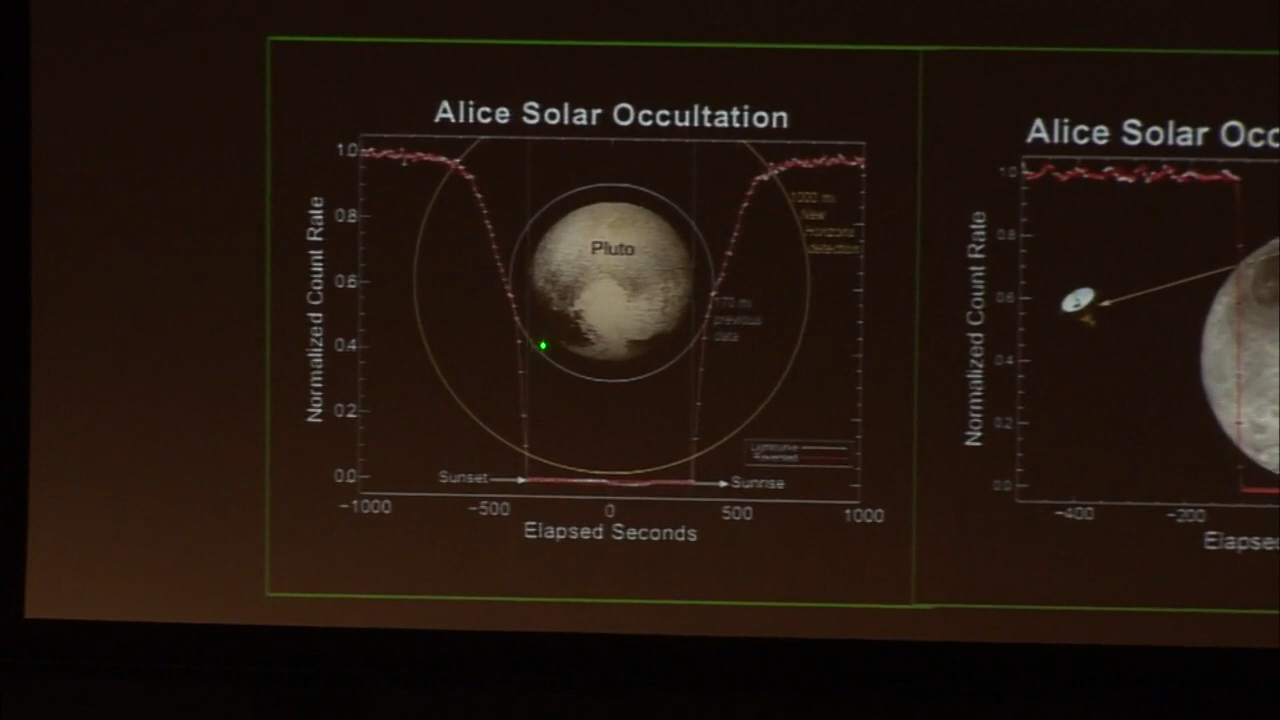 Alice Solar Occultation
1.0
0.8
0.6
0.4
0.2
0.0
Normalized Count Rate
Pluto
1000 mi
New
Horizons
detection
170 mi
previous
data
Lightcurve
Reversed
Sunset
Sunrise
-1000
-500
0
500
1000
Elapsed Seconds
Alice Solar Occ
1.0
0.8
0.6
0.4
0.2
0.0
Normalized Count Rate
-400
-200
Elapse